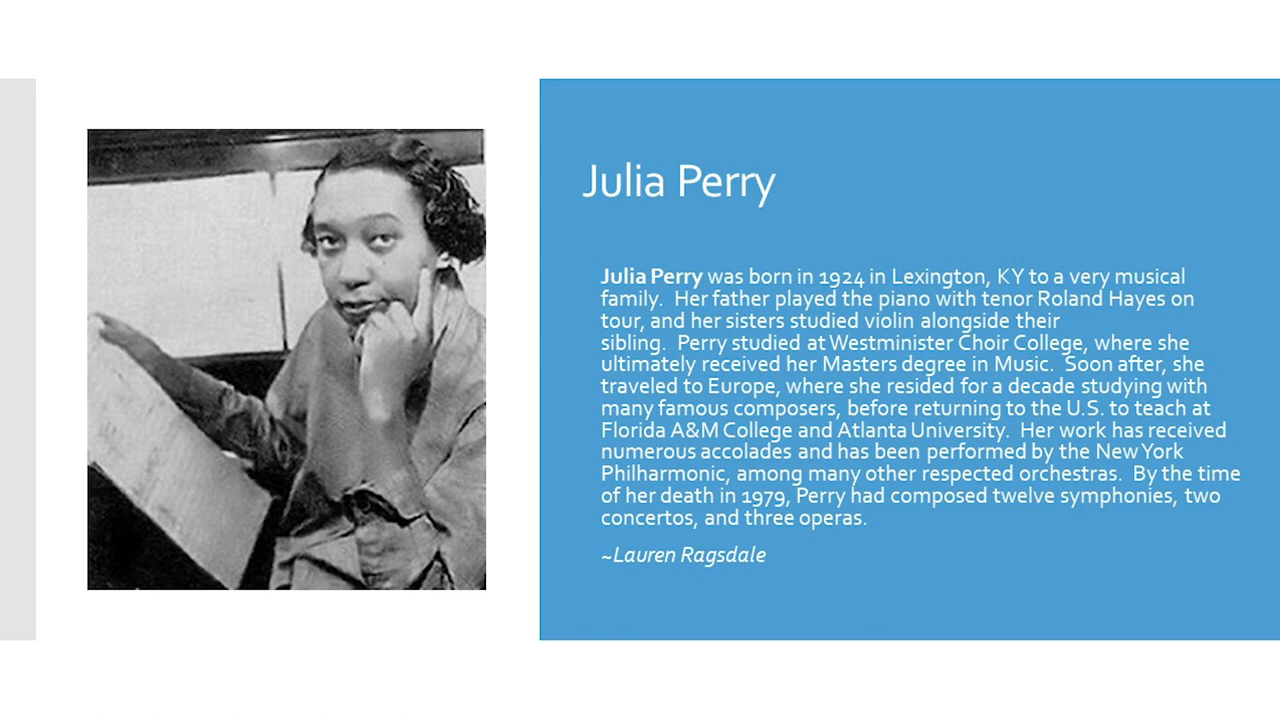 Julia Perry
Julia Perry was born in 1924 in Lexington, KY to a very musical
family.  Her father played the piano with tenor Roland Hayes on
tour, and her sisters studied violin alongside their
sibling.  Perry studied at Westminister Choir College, where she
ultimately received her Masters degree in Music.  Soon after, she
traveled to Europe, where she resided for a decade studying with
many famous composers, before returning to the U.S. to teach at
Florida A&M College and Atlanta University.  Her work has received
numerous accolades and has been performed by the New York
Philharmonic, among many other respected orchestras.  By the time
of her death in 1979, Perry had composed twelve symphonies, two
concertos, and three operas.
~Lauren Ragsdale